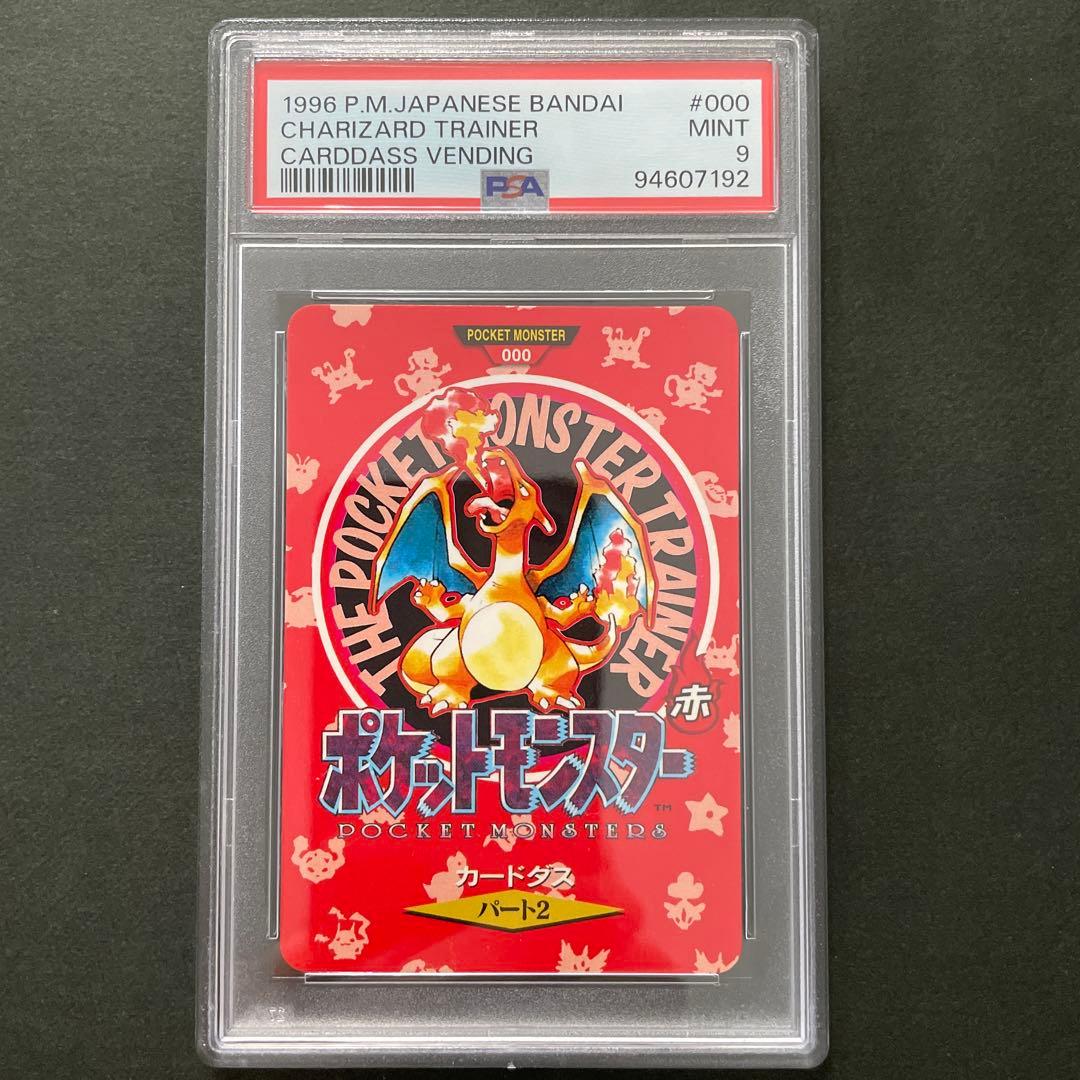 1996 P.M.JAPANESE BANDAI #000
CHARIZARD TRAINER MINT
CARDDASS VENDING 9
PSA 94607192
POCKET MONSTER
000
THE POCKET MONSTER TRAINER
赤
ポケットモンスター
TM
POCKET MONSTERS
カードダス
パート2